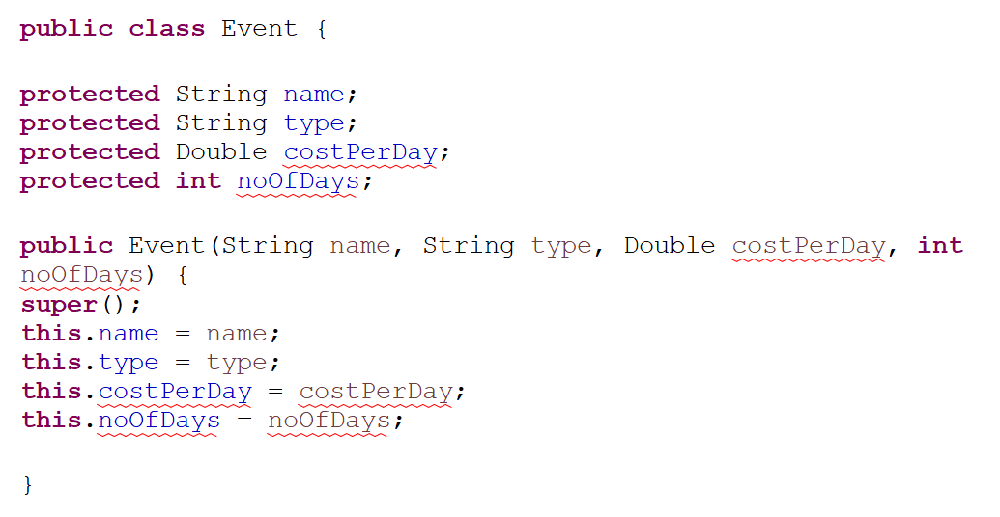 public class Event {
protected String name;
protected String type;
protected Double costPerDay;
protected int noOfDays;
public Event(String name, String type, Double costPerDay, int
noOfDays) {
super();
this.name = name;
this.type = type;
this.costPerDay = costPerDay;
this.noOfDays = noOfDays;
}